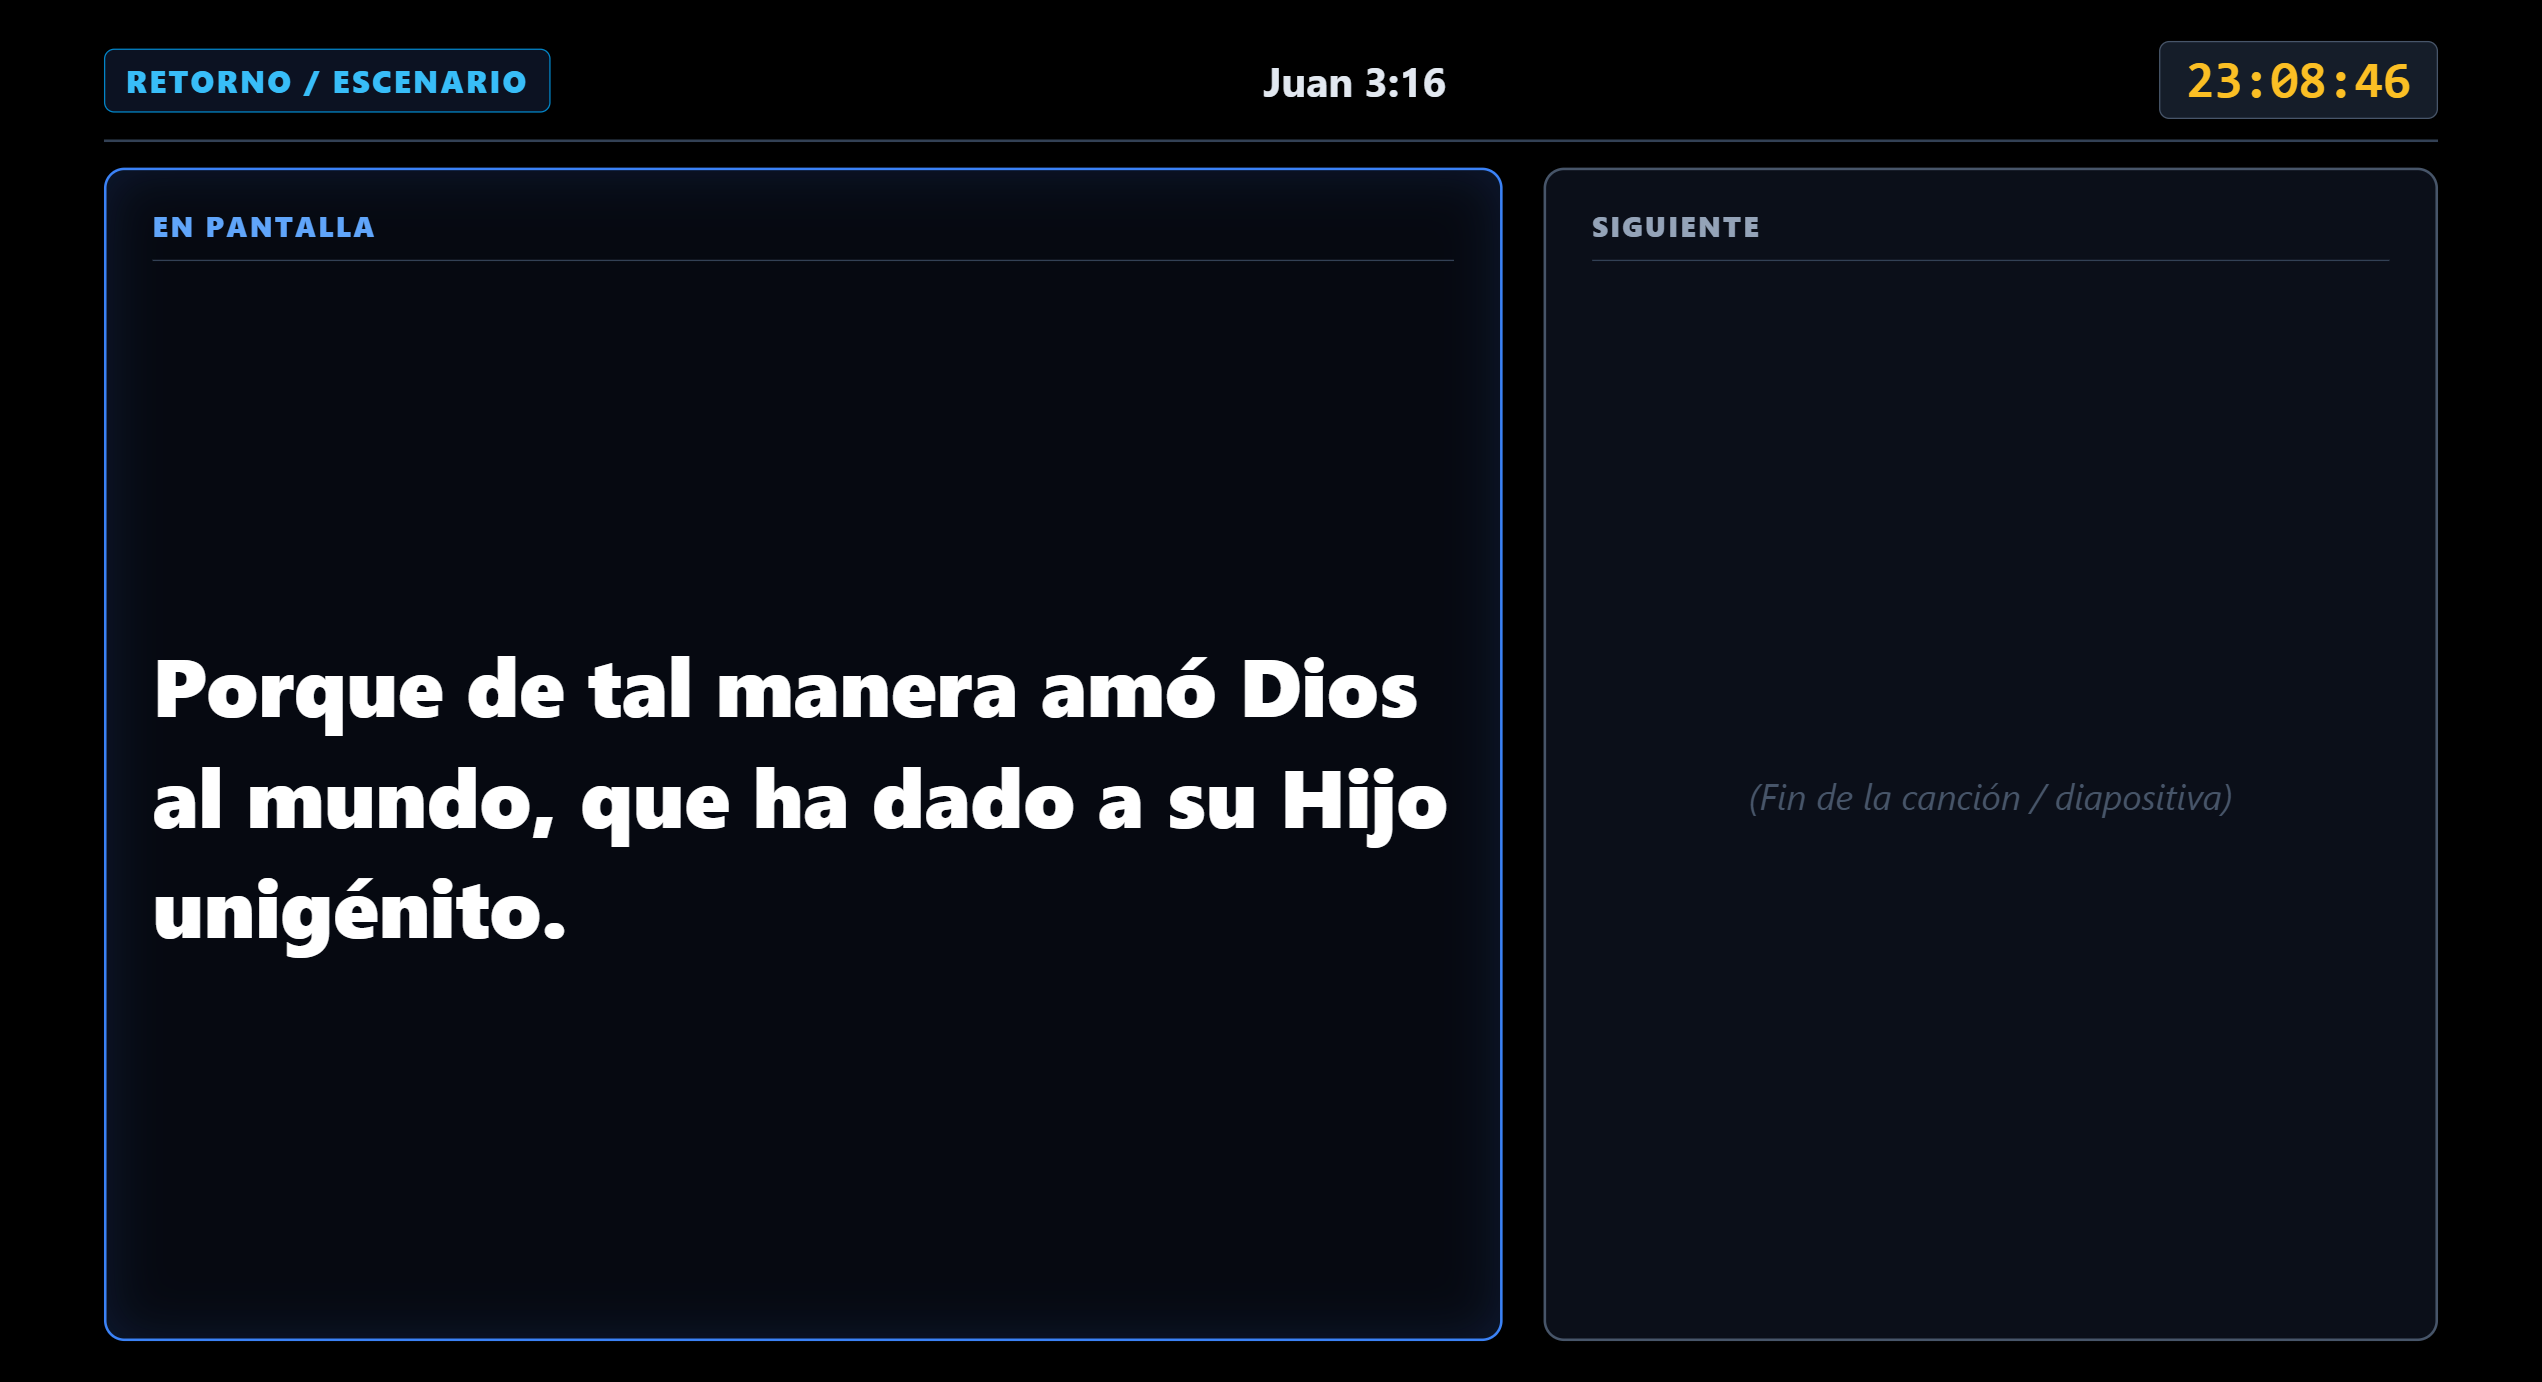 RETORNO / ESCENARIO
Juan 3:16
23:08:46
EN PANTALLA
Porque de tal manera amó Dios
al mundo, que ha dado a su Hijo
unigénito.
SIGUIENTE
(Fin de la canción / diapositiva)